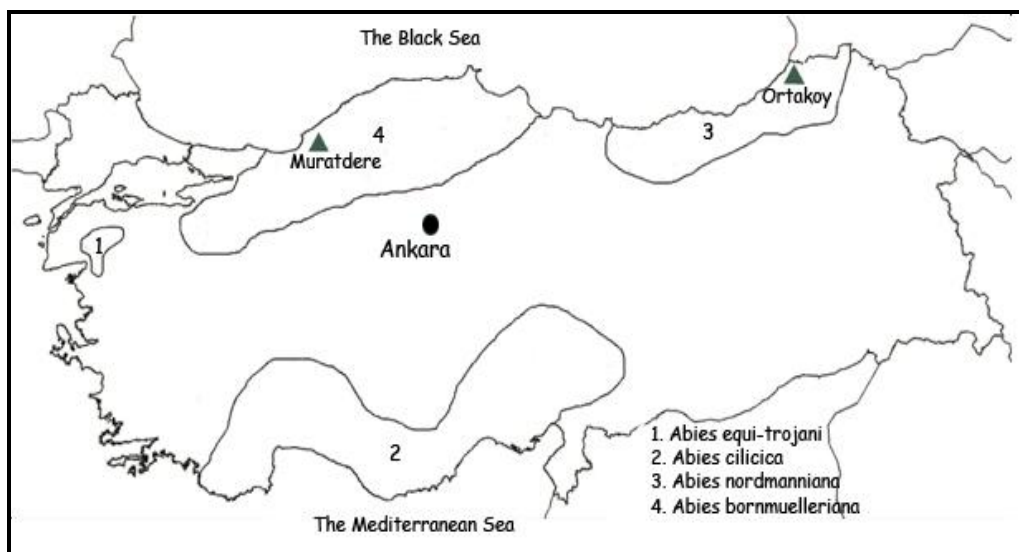 The Black Sea
Ortakoy
4
3
Muratdere
Ankara
1
2
1. Abies equi-trojani
2. Abies cilicica
3. Abies nordmanniana
4. Abies bornmuelleriana
The Mediterranean Sea